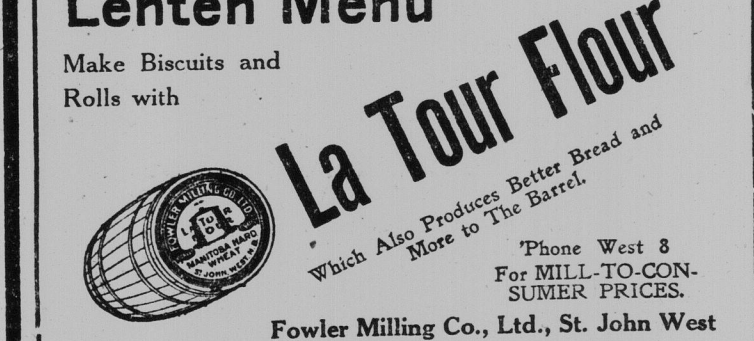 Lenten Menu
Make Biscuits and
Rolls with
La Tour Flour
Which Also Produces Better Bread and
More to The Barrel.
FOWLER MILLING CO. LTD.
LA TOUR
MANITOBA HARD
WHEAT
ST. JOHN, WEST, N.B.
'Phone West 8
For MILL-TO-CON-
SUMER PRICES.
Fowler Milling Co., Ltd., St. John West